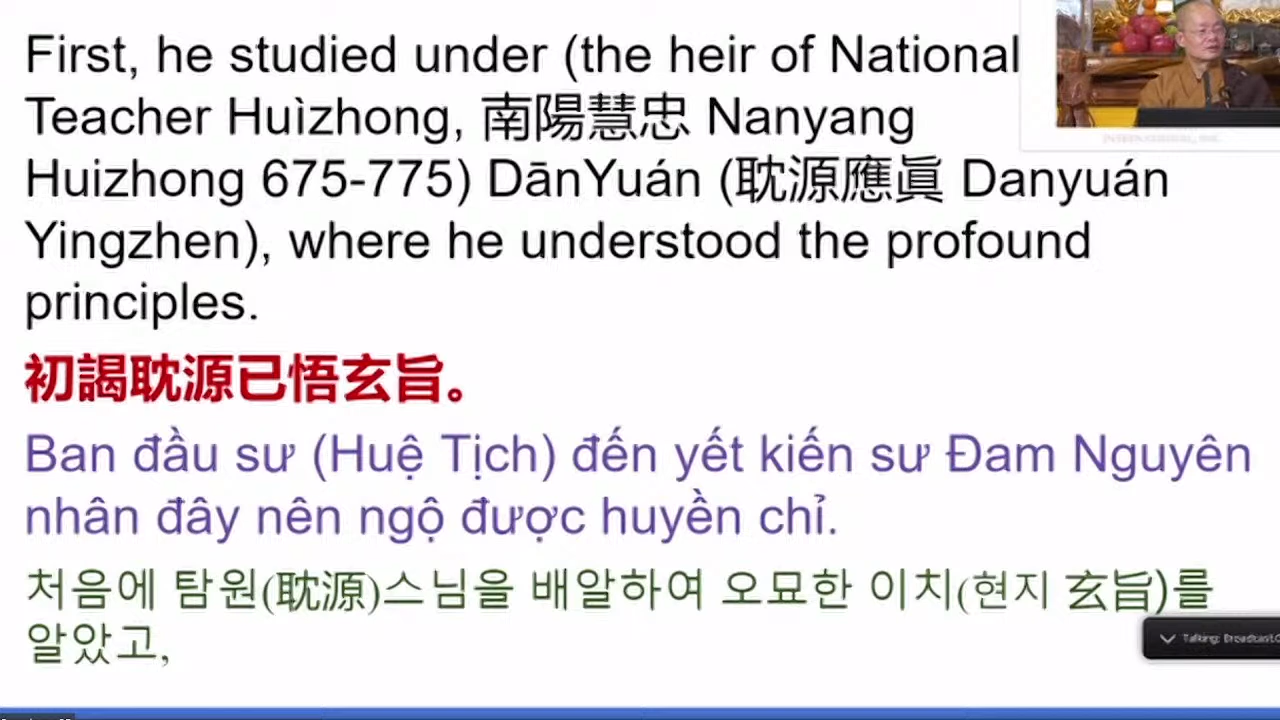 First, he studied under (the heir of National
Teacher Huìzhong, 南陽慧忠 Nanyang
Huizhong 675-775) DānYuán (耽源應眞 Danyuán
Yingzhen), where he understood the profound
principles.
初謁耽源已悟玄旨。
Ban đầu sư (Huệ Tịch) đến yết kiến sư Đam Nguyên
nhân đây nên ngộ được huyền chỉ.
처음에 탐원(耽源)스님을 배알하여 오묘한 이치(현지 玄旨)를
알았고,
Talking: